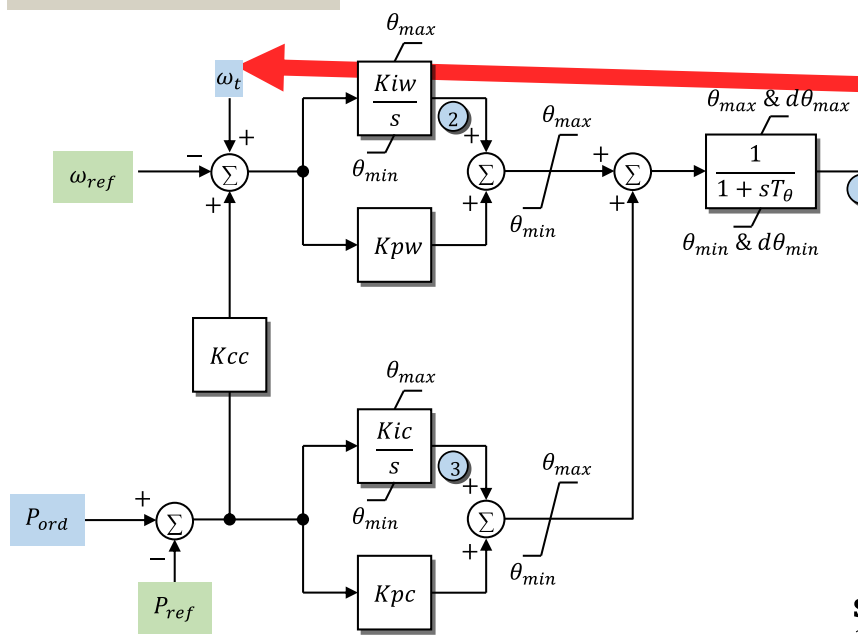 θmax
ωt
Kiw
s
2
θmin
+
−
ωref
Σ
+
Kpw
+
Σ
+
θmax
θmin
+
Σ
+
θmax & dθmax
1
1 + sTθ
θmin & dθmin
Kcc
θmax
Kic
s
3
θmin
Pord
+
Σ
−
Pref
Kpc
+
Σ
+
θmax
θmin